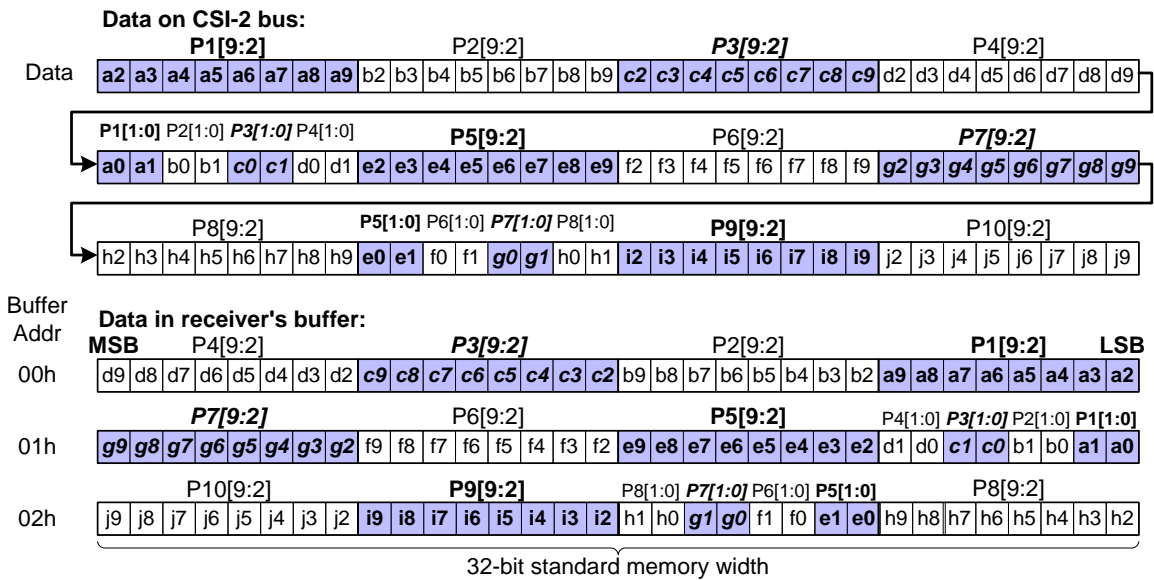 Data on CSI-2 bus:
P1[9:2] P2[9:2] P3[9:2] P4[9:2]
Data a2 a3 a4 a5 a6 a7 a8 a9 b2 b3 b4 b5 b6 b7 b8 b9 c2 c3 c4 c5 c6 c7 c8 c9 d2 d3 d4 d5 d6 d7 d8 d9
P1[1:0] P2[1:0] P3[1:0] P4[1:0] P5[9:2] P6[9:2] P7[9:2]
a0 a1 b0 b1 c0 c1 d0 d1 e2 e3 e4 e5 e6 e7 e8 e9 f2 f3 f4 f5 f6 f7 f8 f9 g2 g3 g4 g5 g6 g7 g8 g9
P8[9:2] P5[1:0] P6[1:0] P7[1:0] P8[1:0] P9[9:2] P10[9:2]
h2 h3 h4 h5 h6 h7 h8 h9 e0 e1 f0 f1 g0 g1 h0 h1 i2 i3 i4 i5 i6 i7 i8 i9 j2 j3 j4 j5 j6 j7 j8 j9
Buffer
Addr
Data in receiver's buffer:
MSB P4[9:2] P3[9:2] P2[9:2] P1[9:2] LSB
00h d9 d8 d7 d6 d5 d4 d3 d2 c9 c8 c7 c6 c5 c4 c3 c2 b9 b8 b7 b6 b5 b4 b3 b2 a9 a8 a7 a6 a5 a4 a3 a2
P7[9:2] P6[9:2] P5[9:2] P4[1:0] P3[1:0] P2[1:0] P1[1:0]
01h g9 g8 g7 g6 g5 g4 g3 g2 f9 f8 f7 f6 f5 f4 f3 f2 e9 e8 e7 e6 e5 e4 e3 e2 d1 d0 c1 c0 b1 b0 a1 a0
P10[9:2] P9[9:2] P8[1:0] P7[1:0] P6[1:0] P5[1:0] P8[9:2]
02h j9 j8 j7 j6 j5 j4 j3 j2 i9 i8 i7 i6 i5 i4 i3 i2 h1 h0 g1 g0 f1 f0 e1 e0 h9 h8 h7 h6 h5 h4 h3 h2
32-bit standard memory width